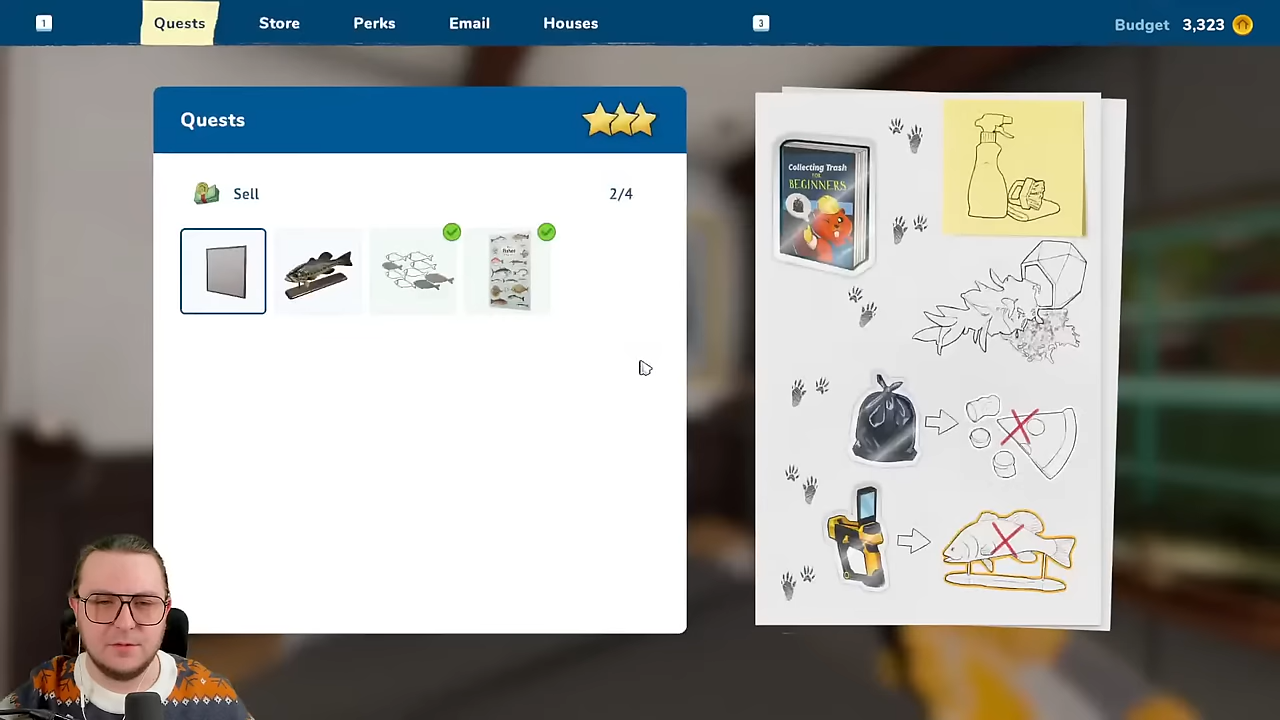 1
Quests
Store
Perks
Email
Houses
3
Budget 3,323
Quests
Sell
2/4
Collecting Trash
FOR
BEGINNERS